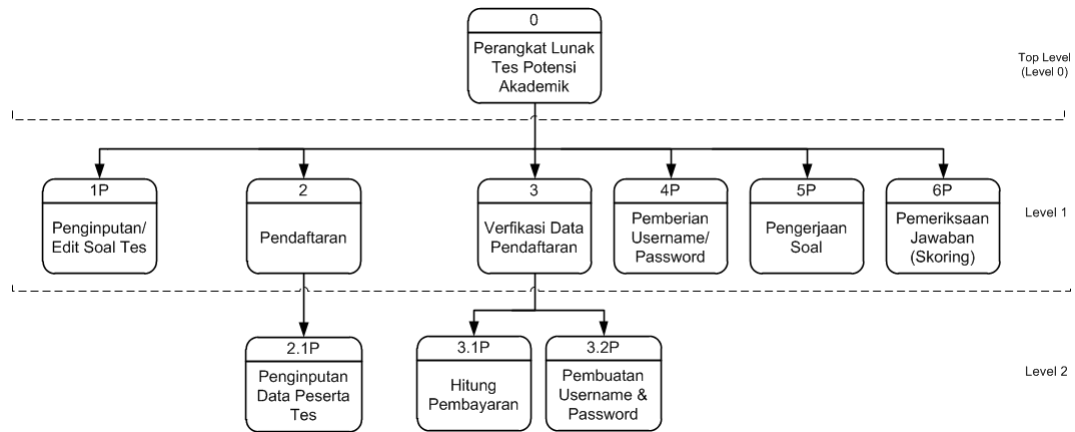 0
Perangkat Lunak
Tes Potensi
Akademik
Top Level
(Level 0)
1P
Penginputan/
Edit Soal Tes
2
Pendaftaran
3
Verfikasi Data
Pendaftaran
4P
Pemberian
Username/
Password
5P
Pengerjaan
Soal
6P
Pemeriksaan
Jawaban
(Skoring)
Level 1
2.1P
Penginputan
Data Peserta
Tes
3.1P
Hitung
Pembayaran
3.2P
Pembuatan
Username &
Password
Level 2